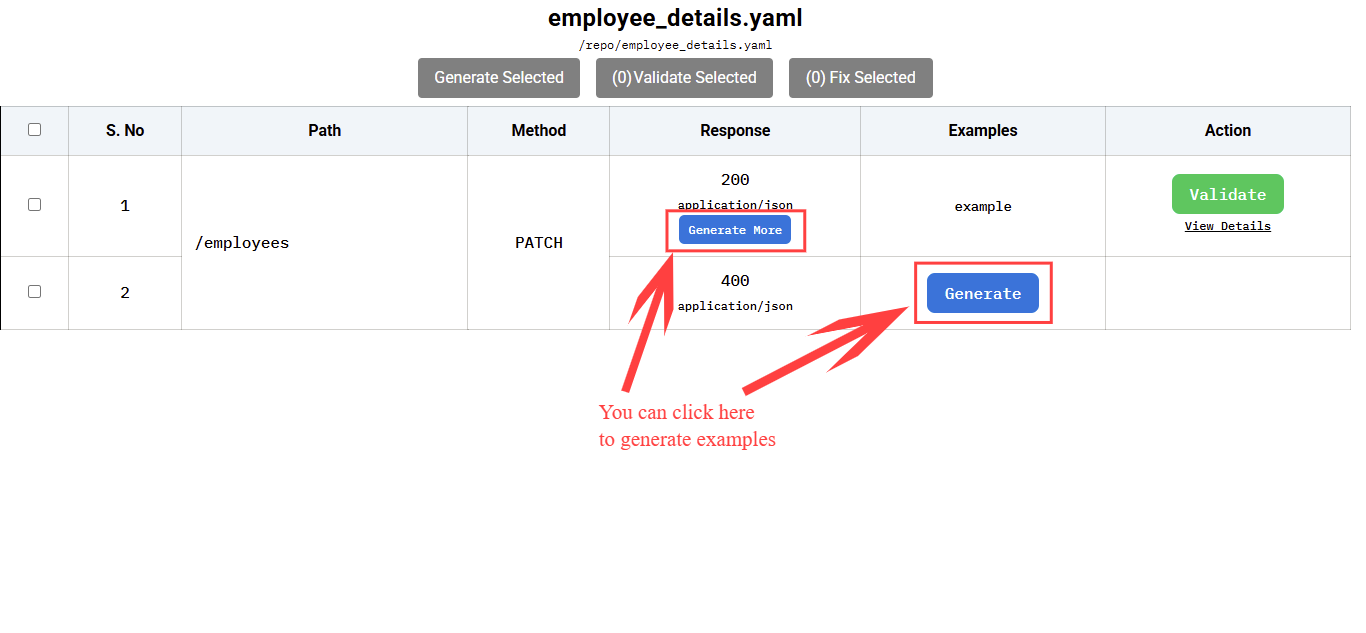 employee_details.yaml
/repo/employee_details.yaml
Generate Selected
(0)Validate Selected
(0) Fix Selected
S. No
Path
Method
Response
Examples
Action
1
/employees
PATCH
200
application/json
Generate More
example
Validate
View Details
2
400
application/json
Generate
You can click here
to generate examples